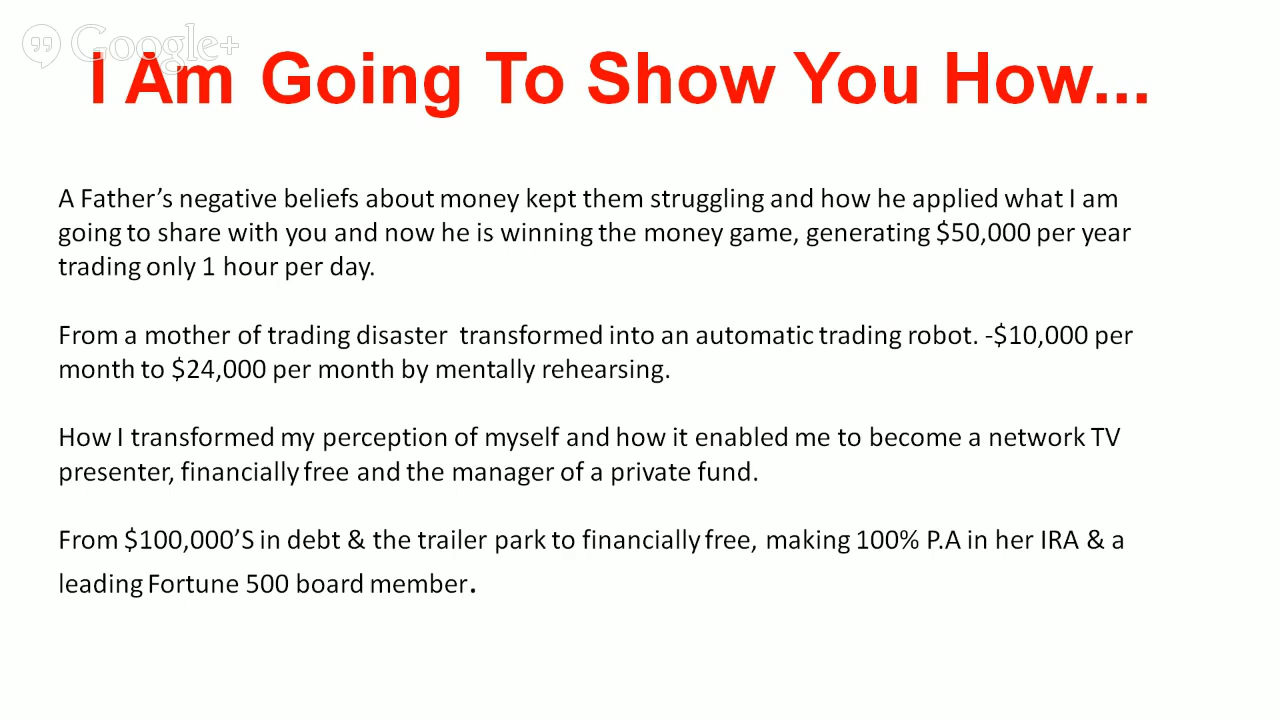 Google+
I Am Going To Show You How...
A Father’s negative beliefs about money kept them struggling and how he applied what I am
going to share with you and now he is winning the money game, generating $50,000 per year
trading only 1 hour per day.
From a mother of trading disaster  transformed into an automatic trading robot. -$10,000 per
month to $24,000 per month by mentally rehearsing.
How I transformed my perception of myself and how it enabled me to become a network TV
presenter, financially free and the manager of a private fund.
From $100,000’S in debt & the trailer park to financially free, making 100% P.A in her IRA & a
leading Fortune 500 board member.